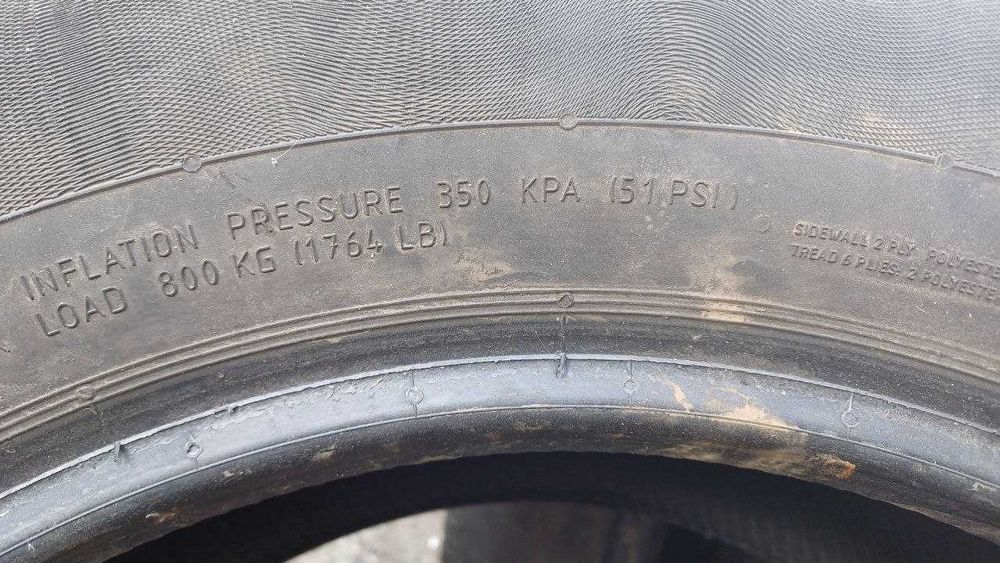 INFLATION PRESSURE 350 KPA (51 PSI)
LOAD 800 KG (1764 LB)
SIDEWALL 2 PLY POLYESTER
TREAD 6 PLIES: 2 POLYESTER